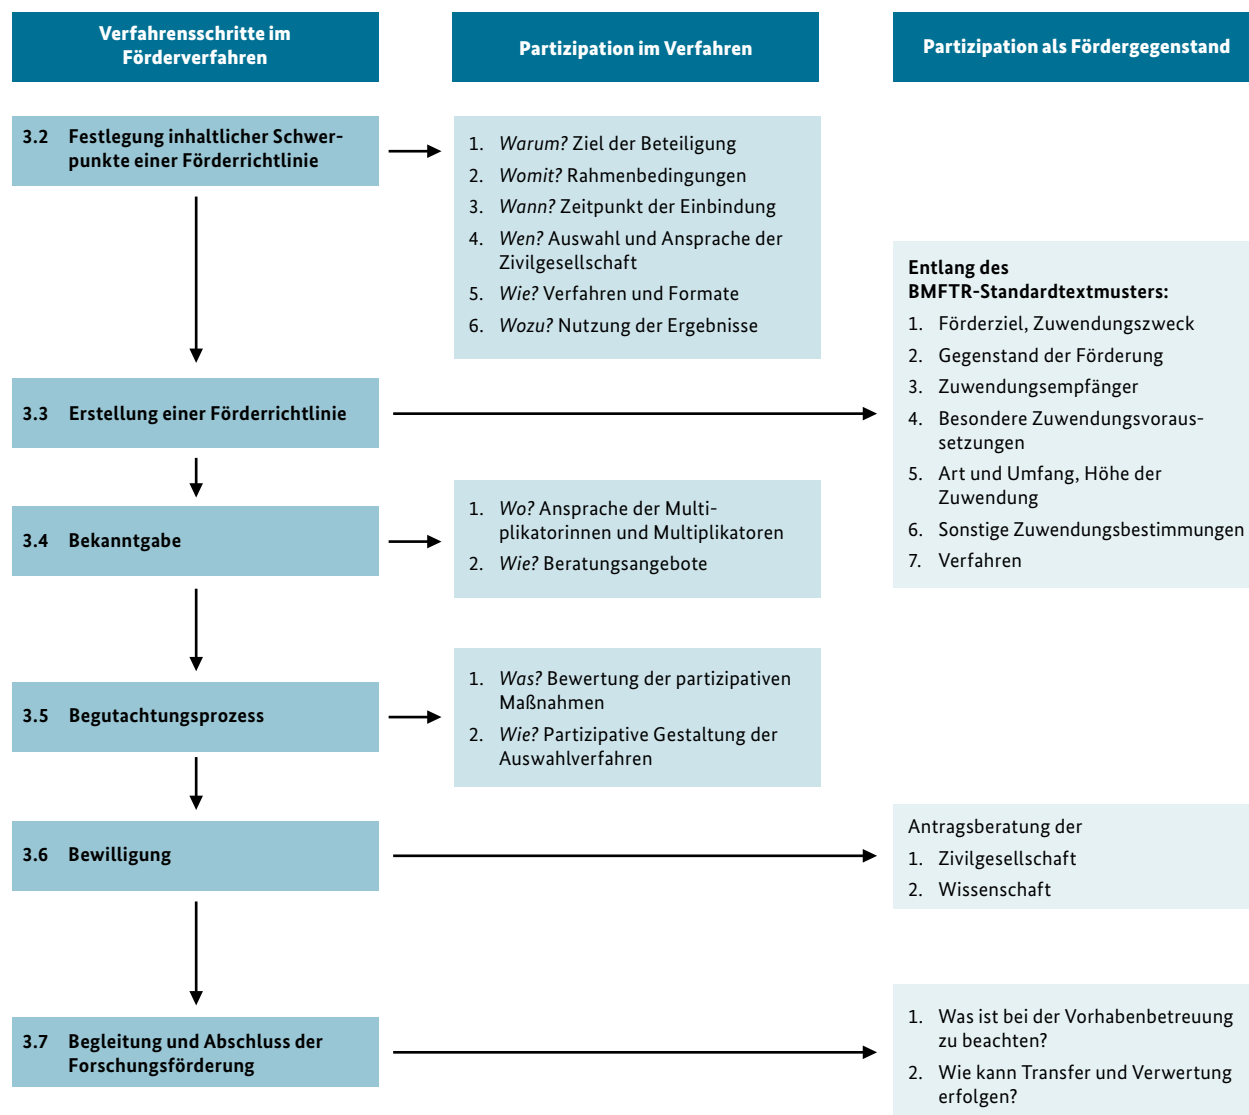 Verfahrensschritte im
Förderverfahren
Partizipation im Verfahren
Partizipation als Fördergegenstand
3.2 Festlegung inhaltlicher Schwer-
punkte einer Förderrichtlinie
1. Warum? Ziel der Beteiligung
2. Womit? Rahmenbedingungen
3. Wann? Zeitpunkt der Einbindung
4. Wen? Auswahl und Ansprache der
Zivilgesellschaft
5. Wie? Verfahren und Formate
6. Wozu? Nutzung der Ergebnisse
3.3 Erstellung einer Förderrichtlinie
Entlang des
BMFTR-Standardtextmusters:
1. Förderziel, Zuwendungszweck
2. Gegenstand der Förderung
3. Zuwendungsempfänger
4. Besondere Zuwendungsvoraus-
setzungen
5. Art und Umfang, Höhe der
Zuwendung
6. Sonstige Zuwendungsbestimmungen
7. Verfahren
3.4 Bekanntgabe
1. Wo? Ansprache der Multi-
plikatorinnen und Multiplikatoren
2. Wie? Beratungsangebote
3.5 Begutachtungsprozess
1. Was? Bewertung der partizipativen
Maßnahmen
2. Wie? Partizipative Gestaltung der
Auswahlverfahren
3.6 Bewilligung
Antragsberatung der
1. Zivilgesellschaft
2. Wissenschaft
3.7 Begleitung und Abschluss der
Forschungsförderung
1. Was ist bei der Vorhabenbetreuung
zu beachten?
2. Wie kann Transfer und Verwertung
erfolgen?